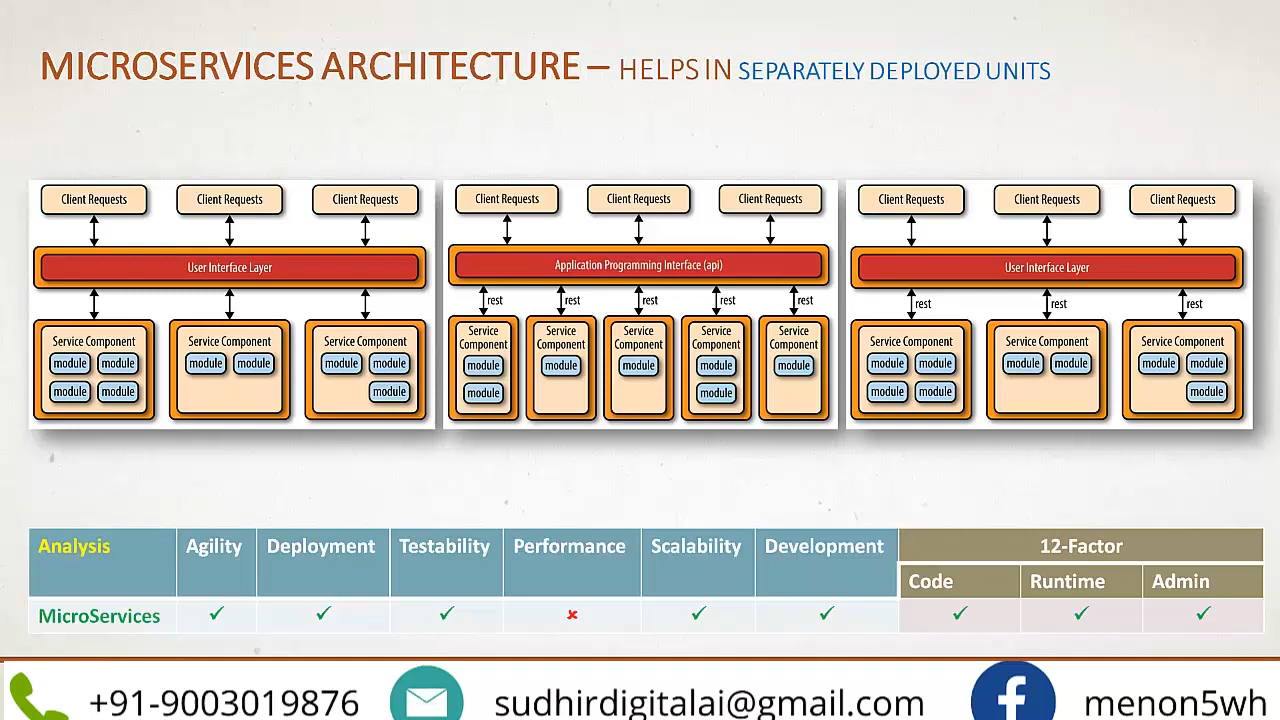 MICROSERVICES ARCHITECTURE – HELPS IN SEPARATELY DEPLOYED UNITS
Client Requests Client Requests Client Requests
User Interface Layer
Service Component Service Component Service Component
module module module module module module
module module module
Client Requests Client Requests Client Requests
Application Programming Interface (api)
rest rest rest rest rest
Service Service Service Service Service
Component Component Component Component Component
module module module module module
module module
Client Requests Client Requests Client Requests
User Interface Layer
rest rest rest
Service Component Service Component Service Component
module module module module module module
module module module
Analysis Agility Deployment Testability Performance Scalability Development 12-Factor
Code Runtime Admin
MicroServices ✓ ✓ ✓ ✗ ✓ ✓ ✓ ✓ ✓
+91-9003019876 sudhirdigitalai@gmail.com menon5wh